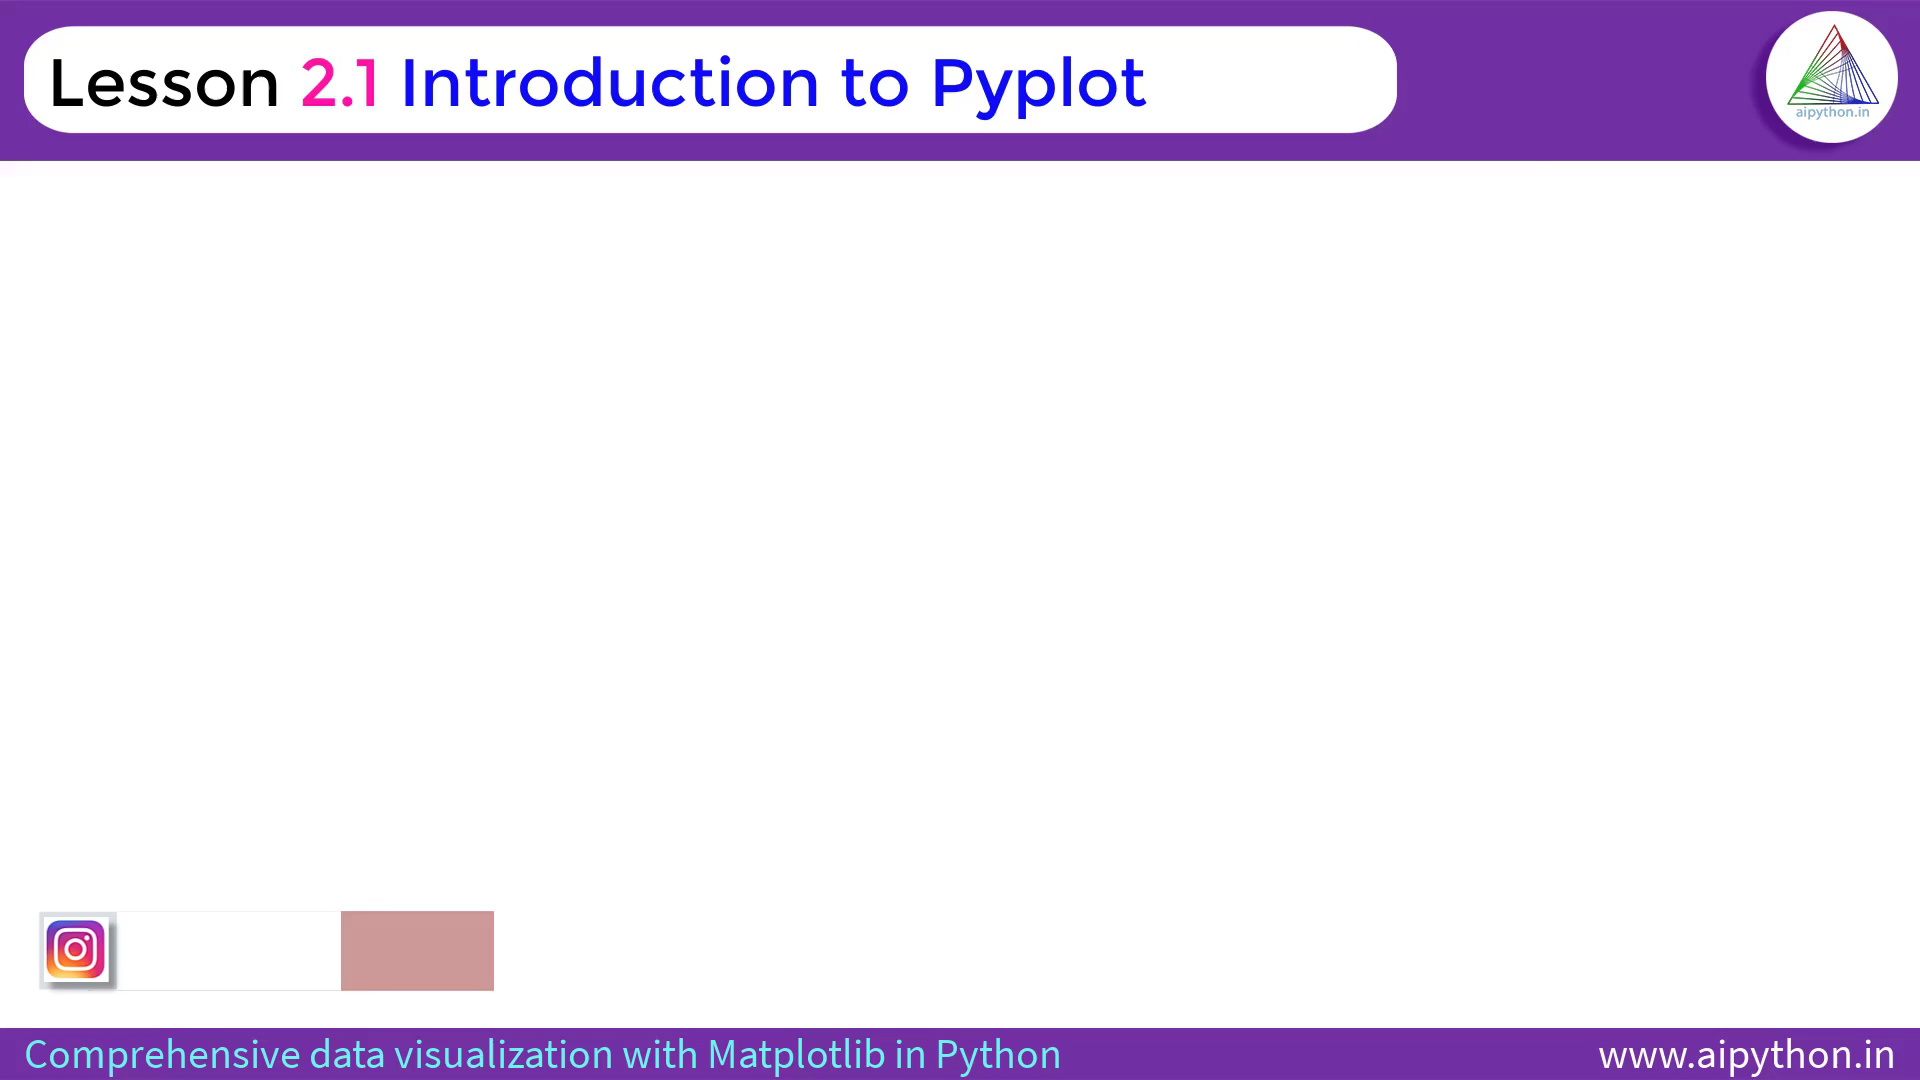 Lesson 2.1 Introduction to Pyplot
aipython.in
Comprehensive data visualization with Matplotlib in Python
www.aipython.in